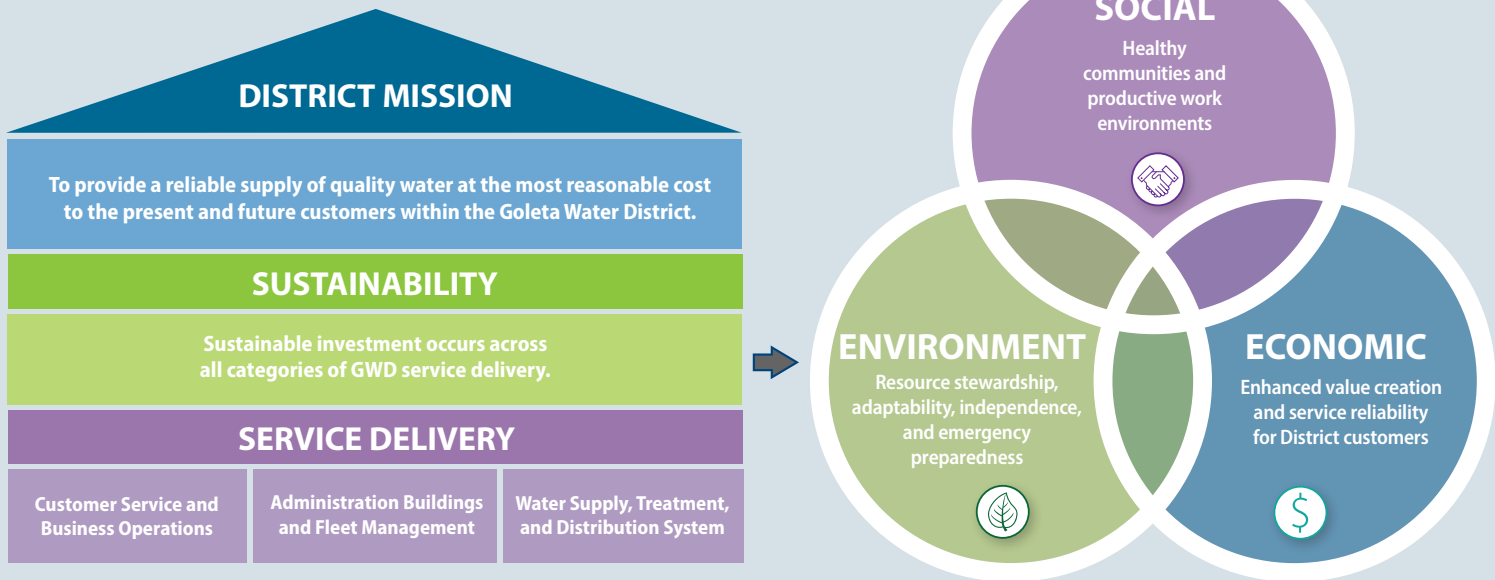 DISTRICT MISSION
To provide a reliable supply of quality water at the most reasonable cost
to the present and future customers within the Goleta Water District.
SUSTAINABILITY
Sustainable investment occurs across
all categories of GWD service delivery.
SERVICE DELIVERY
Customer Service and
Business Operations
Administration Buildings
and Fleet Management
Water Supply, Treatment,
and Distribution System
SOCIAL
Healthy
communities and
productive work
environments
ENVIRONMENT
Resource stewardship,
adaptability, independence,
and emergency
preparedness
ECONOMIC
Enhanced value creation
and service reliability
for District customers
$